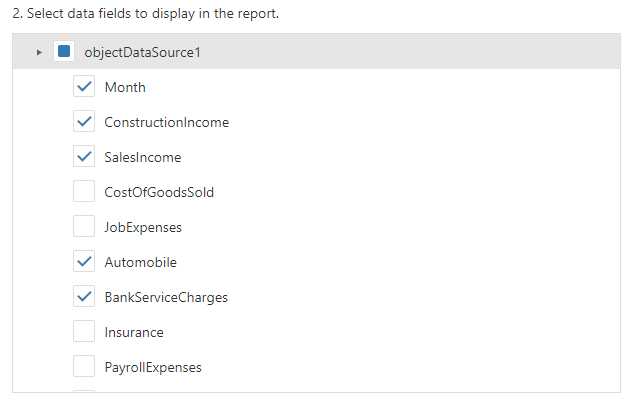 2. Select data fields to display in the report.
objectDataSource1
Month
ConstructionIncome
SalesIncome
CostOfGoodsSold
JobExpenses
Automobile
BankServiceCharges
Insurance
PayrollExpenses